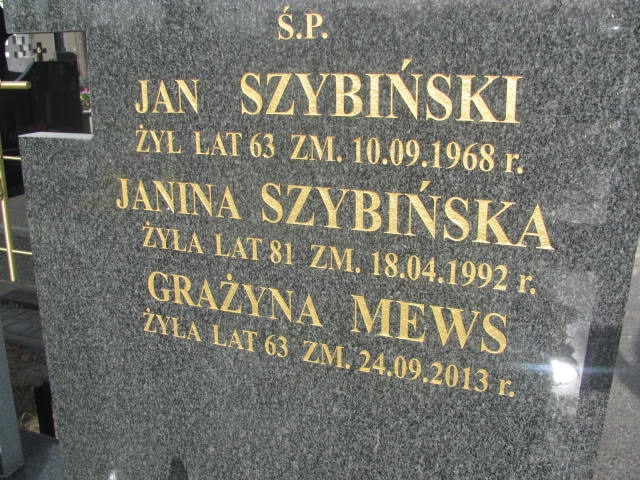 Ś.P.
JAN SZYBIŃSKI
ŻYŁ LAT 63 ZM. 10.09.1968 r.
JANINA SZYBIŃSKA
ŻYŁA LAT 81 ZM. 18.04.1992 r.
GRAŻYNA MEWS
ŻYŁA LAT 63 ZM. 24.09.2013 r.